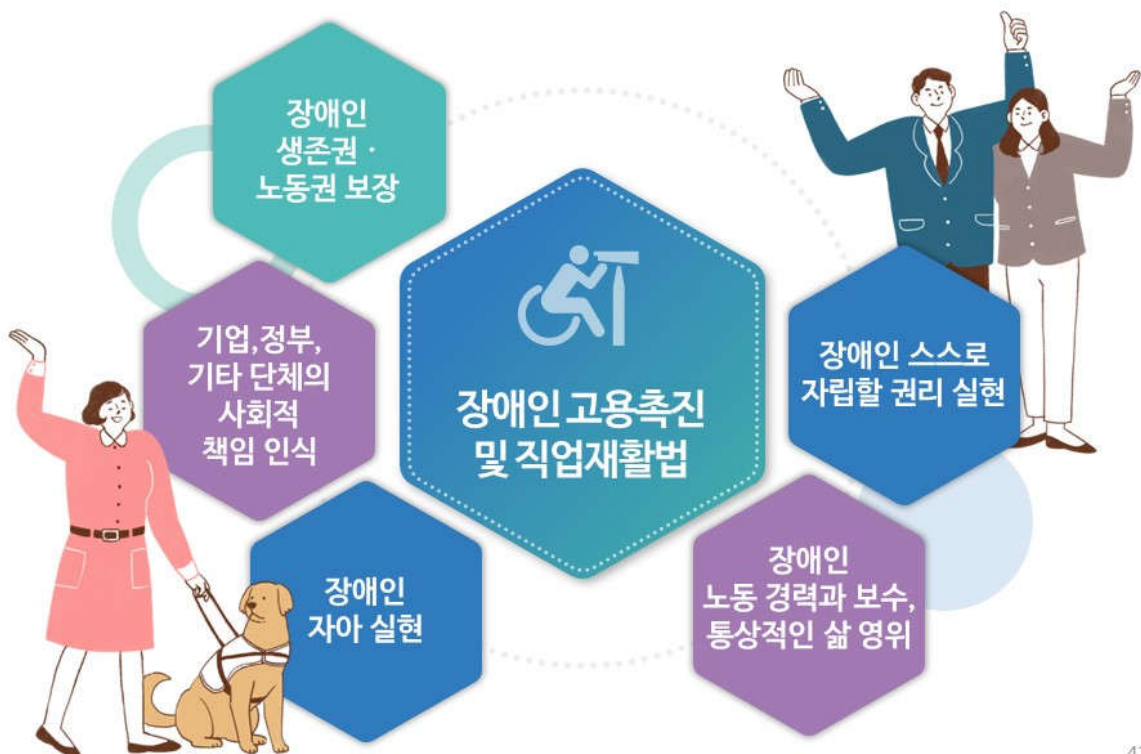 장애인
생존권 ·
노동권 보장
기업,정부,
기타 단체의
사회적
책임 인식
장애인
자아 실현
장애인 고용촉진
및 직업재활법
장애인 스스로
자립할 권리 실현
장애인
노동 경력과 보수,
통상적인 삶 영위